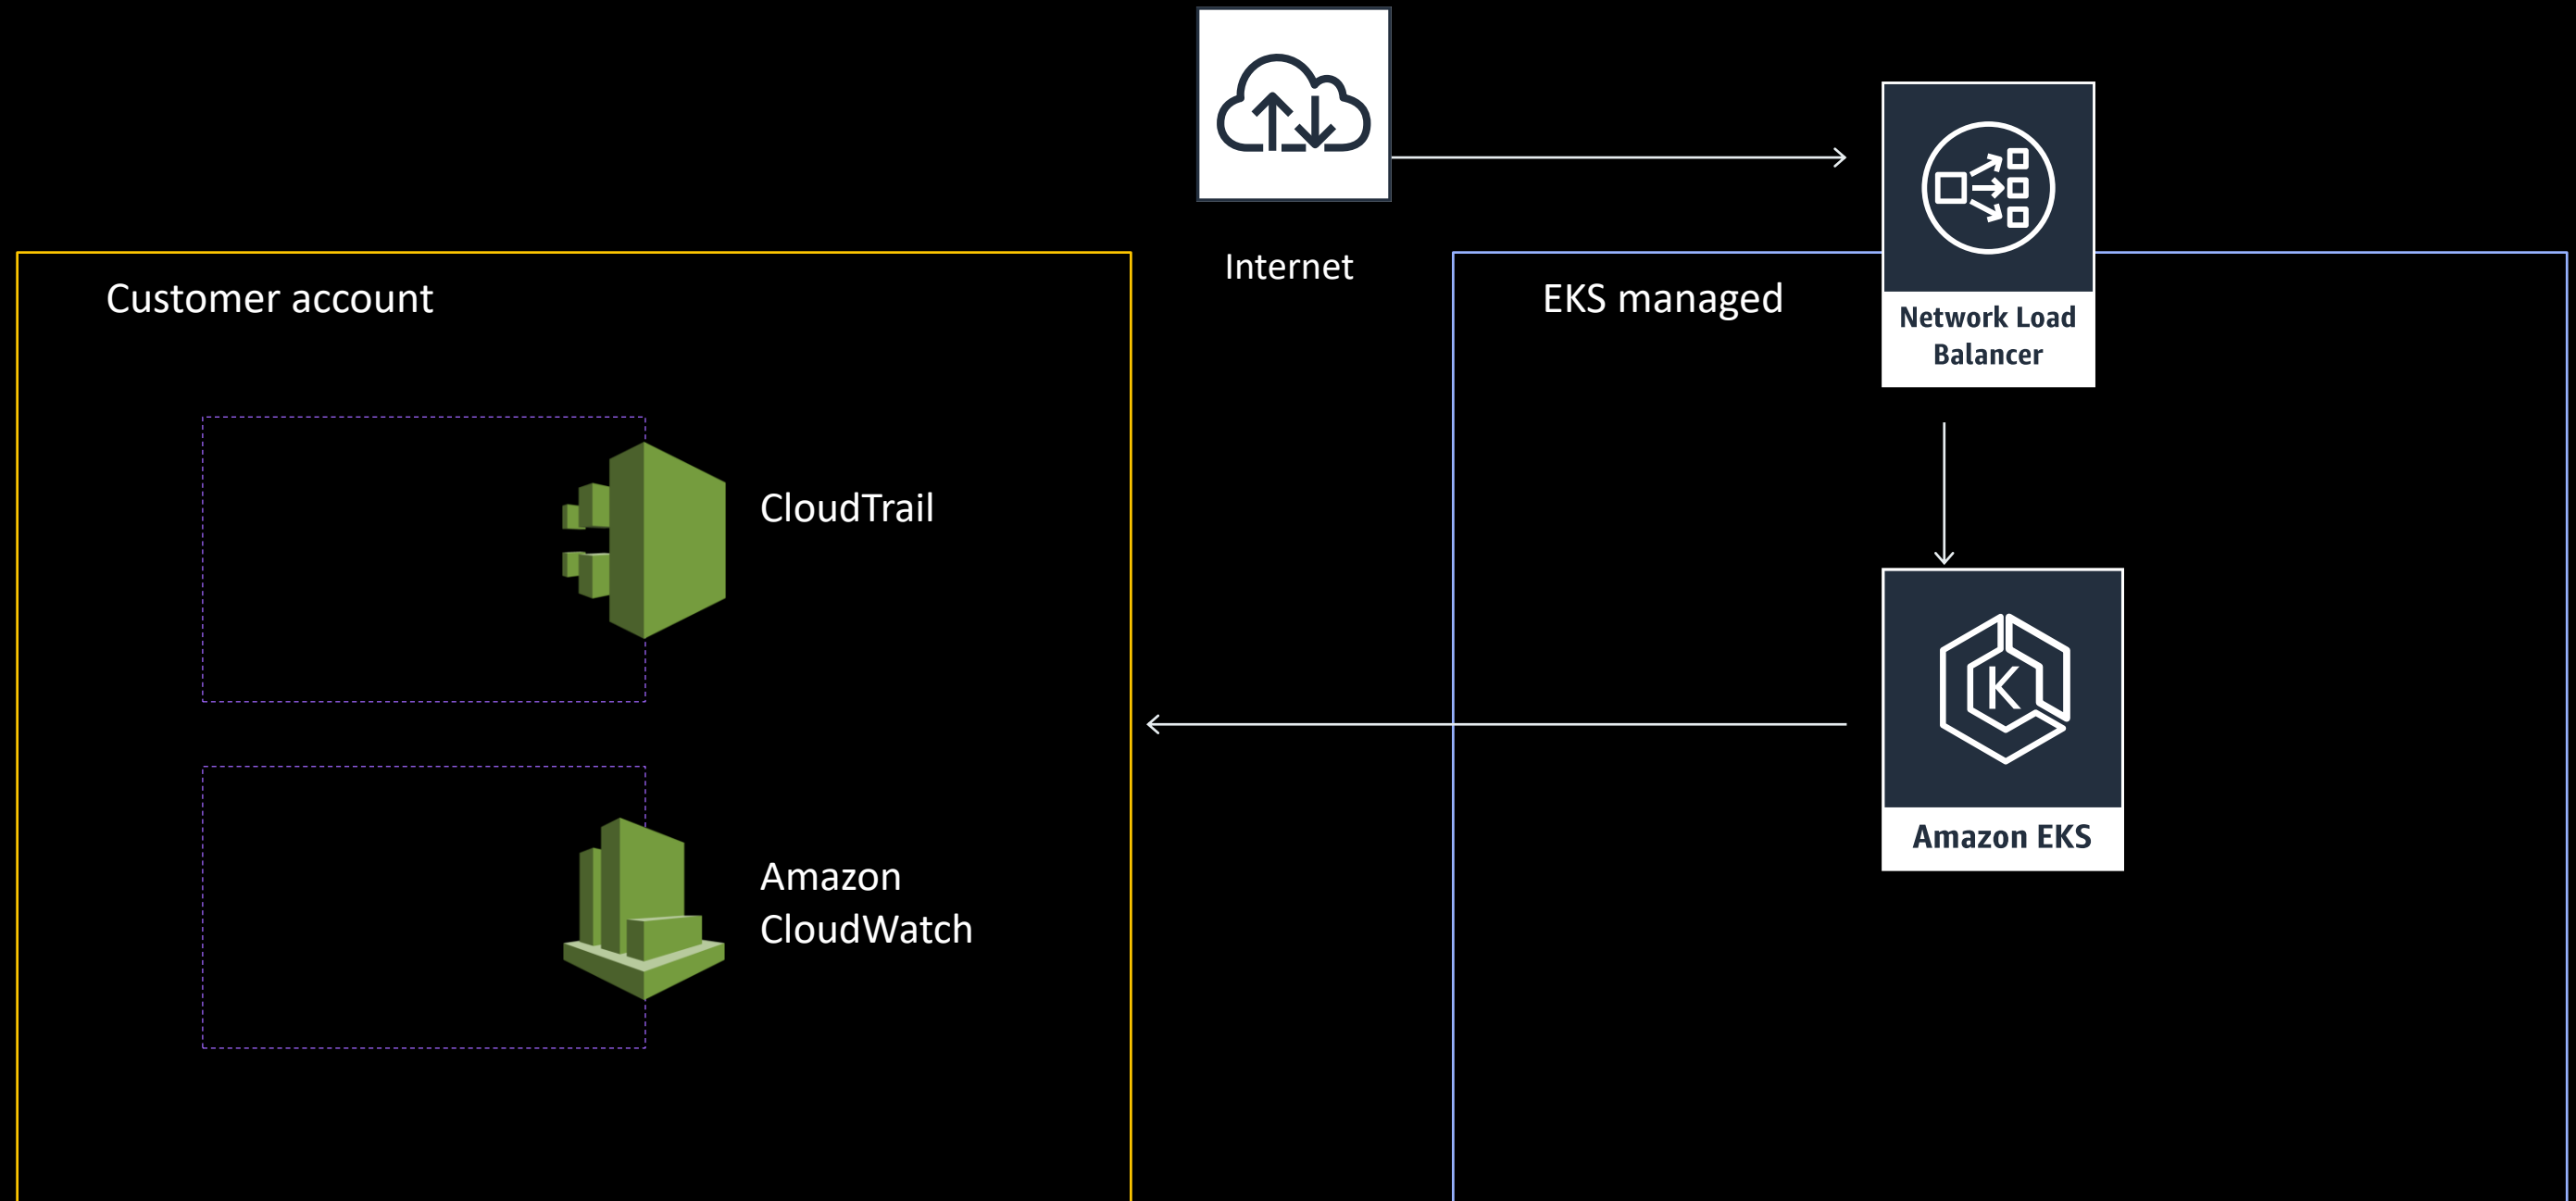 Internet
Customer account
EKS managed
Network Load
Balancer
CloudTrail
K
Amazon EKS
Amazon
CloudWatch